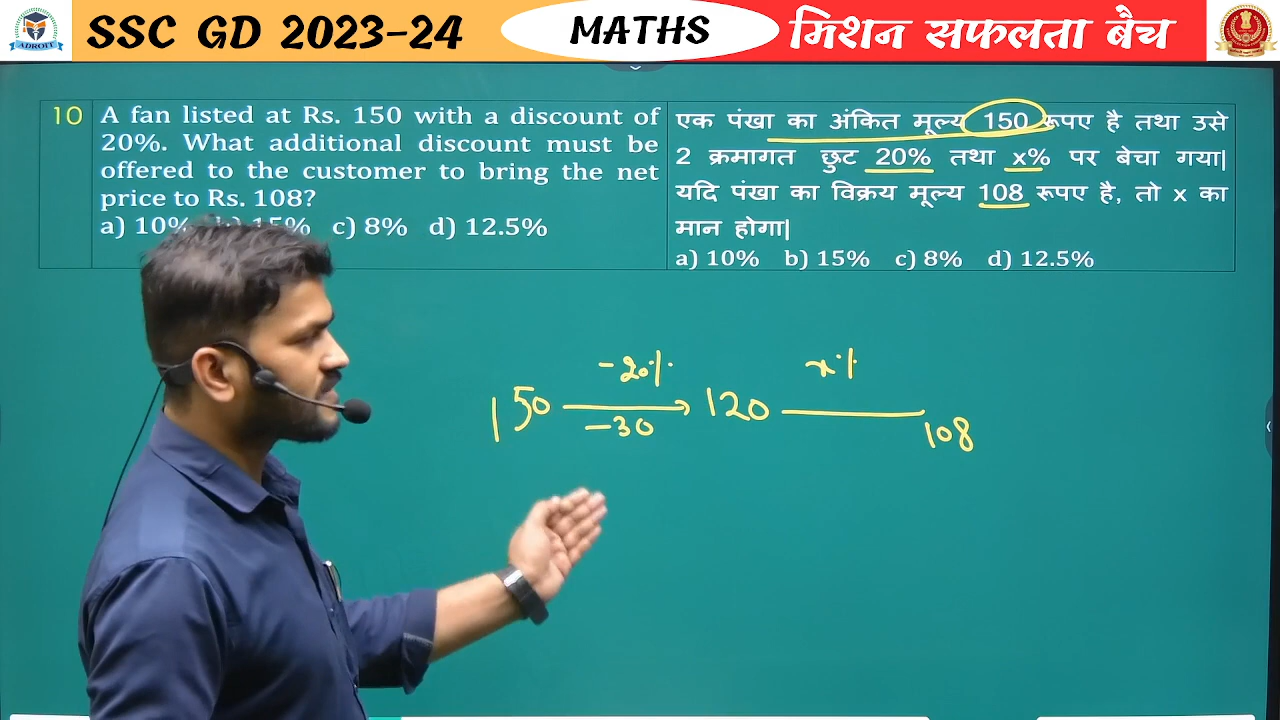 SSC GD 2023-24
MATHS
मिशन सफलता बैच
ADROIT
10
A fan listed at Rs. 150 with a discount of
20%. What additional discount must be
offered to the customer to bring the net
price to Rs. 108?
a) 10% b) 15% c) 8% d) 12.5%
एक पंखा का अंकित मूल्य 150 रूपए है तथा उसे
2 क्रमागत छुट 20% तथा x% पर बेचा गया|
यदि पंखा का विक्रय मूल्य 108 रूपए है, तो x का
मान होगा|
a) 10% b) 15% c) 8% d) 12.5%
-20% x%
150 120
-30 108